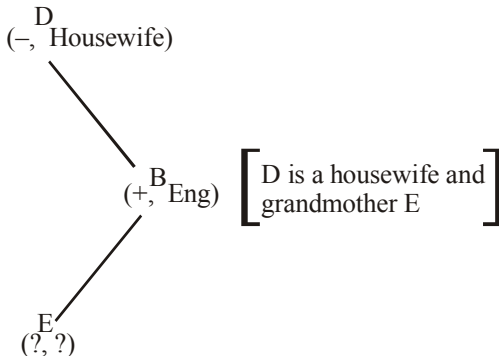 D
(–, Housewife)
B
(+, Eng)
D is a housewife and
grandmother E
E
(?, ?)